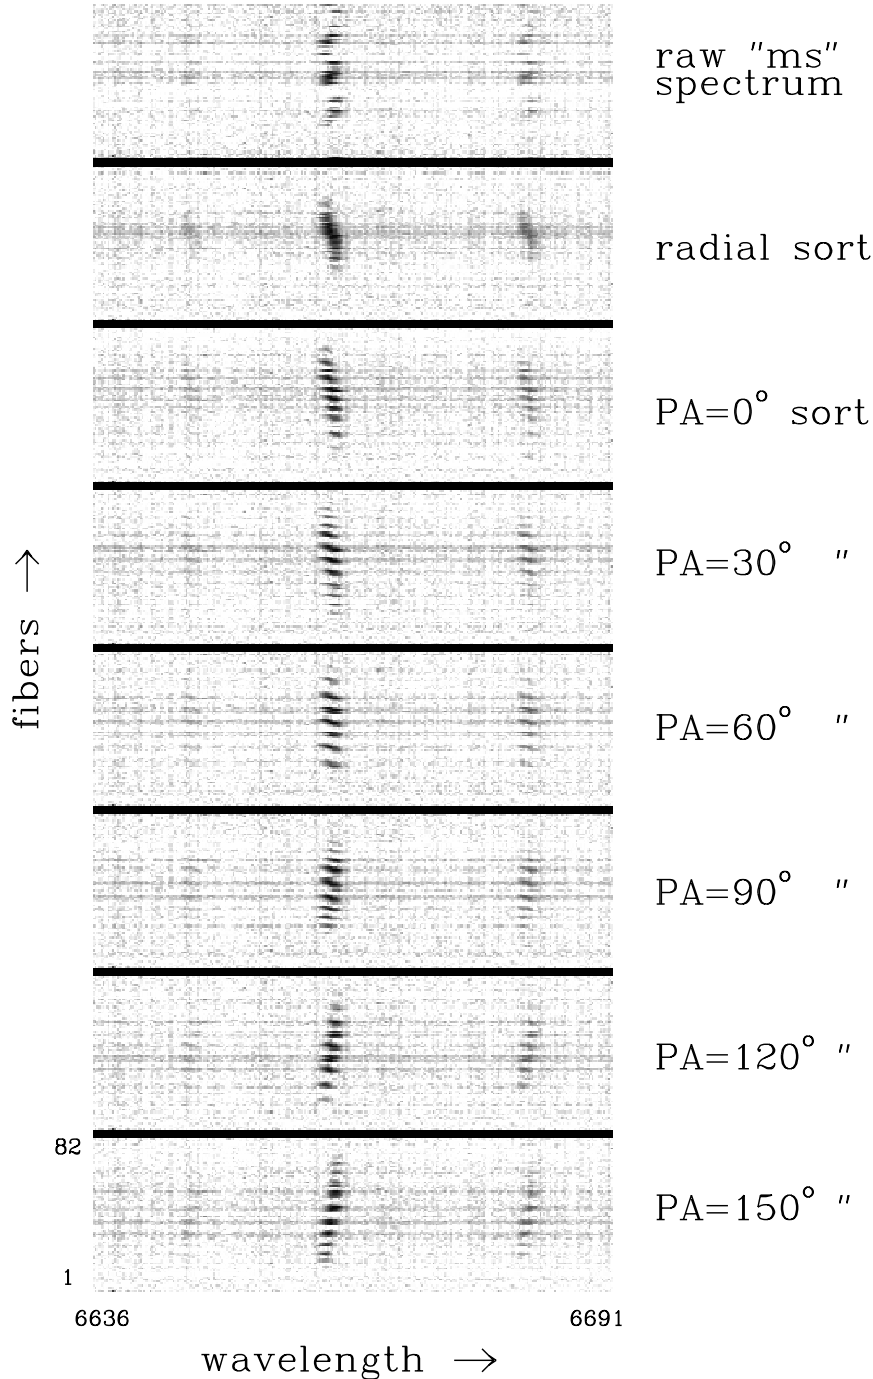 raw "ms"
spectrum
radial sort
PA=0° sort
PA=30° "
PA=60° "
PA=90° "
PA=120° "
PA=150° "
fibers →
82
1
6636
6691
wavelength →